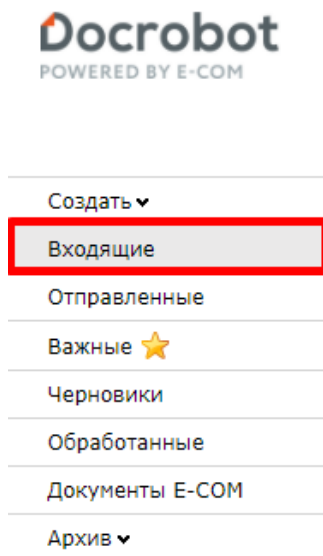 Docrobot
POWERED BY E-COM
Создать
Входящие
Отправленные
Важные
Черновики
Обработанные
Документы E-COM
Архив